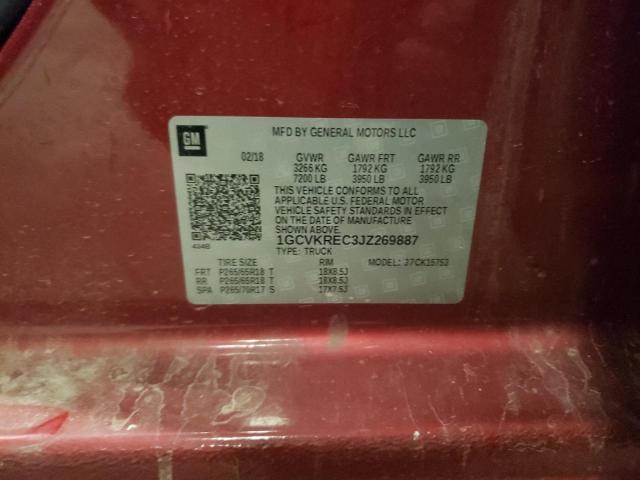 GM
MFD BY GENERAL MOTORS LLC
02/18 GVWR GAWR FRT GAWR RR
3266 KG 1792 KG 1792 KG
7200 LB 3950 LB 3950 LB
THIS VEHICLE CONFORMS TO ALL
APPLICABLE U.S. FEDERAL MOTOR
VEHICLE SAFETY STANDARDS IN EFFECT
ON THE DATE OF MANUFACTURE
SHOWN ABOVE.
434B 1GCVKREC3JZ269887
TYPE: TRUCK MODEL: 37CK15753
TIRE SIZE RIM
FRT P265/65R18 T 18X8.5J
RR P265/65R18 T 18X8.5J
SPA P265/70R17 S 17X7.5J